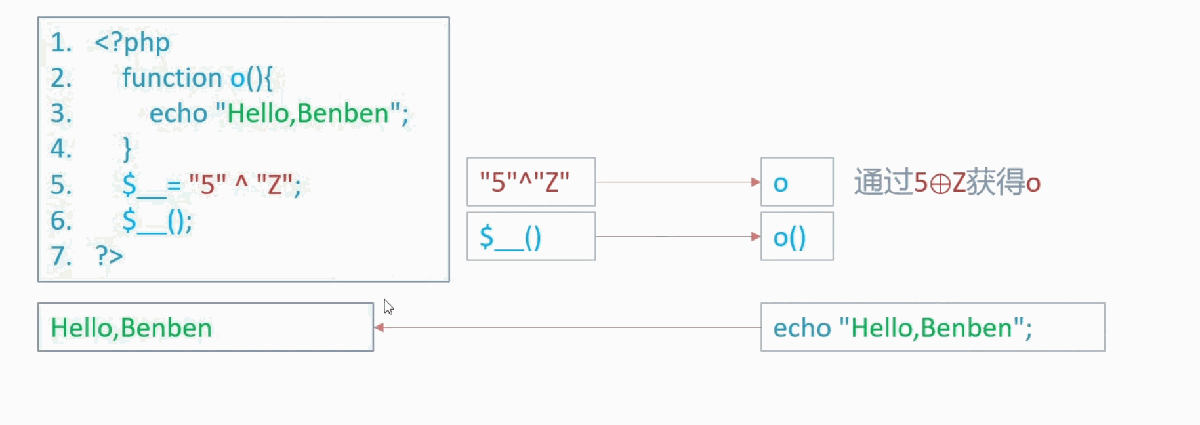 1. <?php
2. function o(){
3. echo "Hello,Benben";
4. }
5. $__= "5" ^ "Z";
6. $__();
7. ?>
"5"^"Z"
o
通过5⊕Z获得o
$__()
o()
Hello,Benben
echo "Hello,Benben";